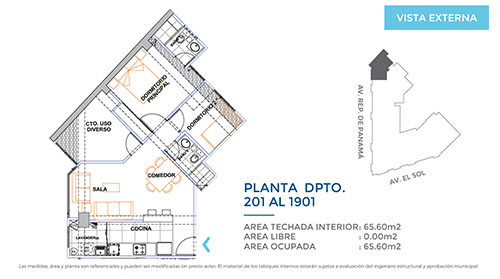 VISTA EXTERNA
DORMITORIO
PRINCIPAL
DORMITORIO
CTO. USO
DIVERSO
COMEDOR
SALA
COCINA
LAVANDERIA
AV. REP. DE PANAMÁ
AV. EL SOL
PLANTA DPTO.
201 AL 1901
AREA TECHADA INTERIOR: 65.60m2
AREA LIBRE : 0.00m2
AREA OCUPADA : 65.60m2
Las medidas, área y planta son referenciales y pueden ser modificadas sin previo aviso. El material de los tabiques internos estarán sujetos a evaluación del ingeniero estructural y aprobación municipal.